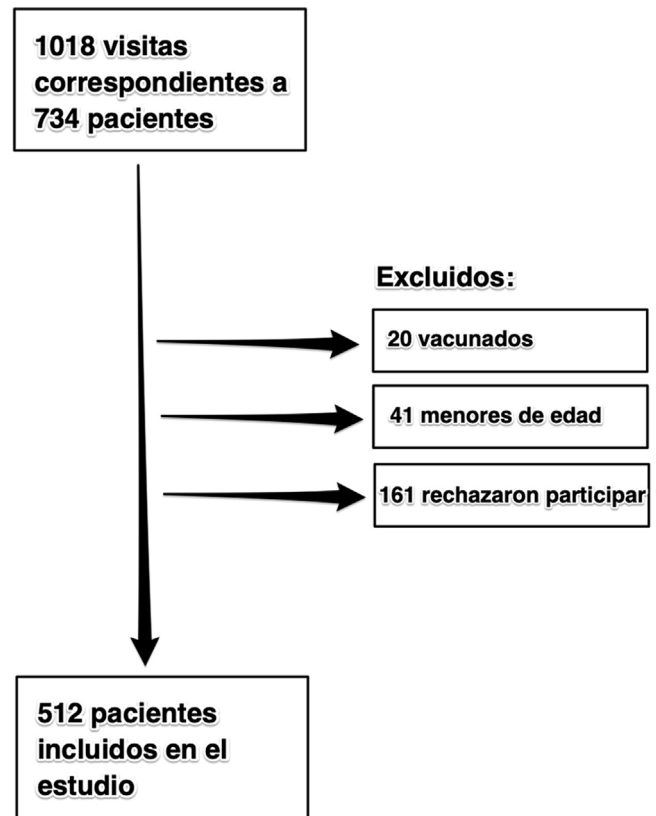 1018 visitas
correspondientes a
734 pacientes
Excluidos:
20 vacunados
41 menores de edad
161 rechazaron participar
512 pacientes
incluidos en el
estudio